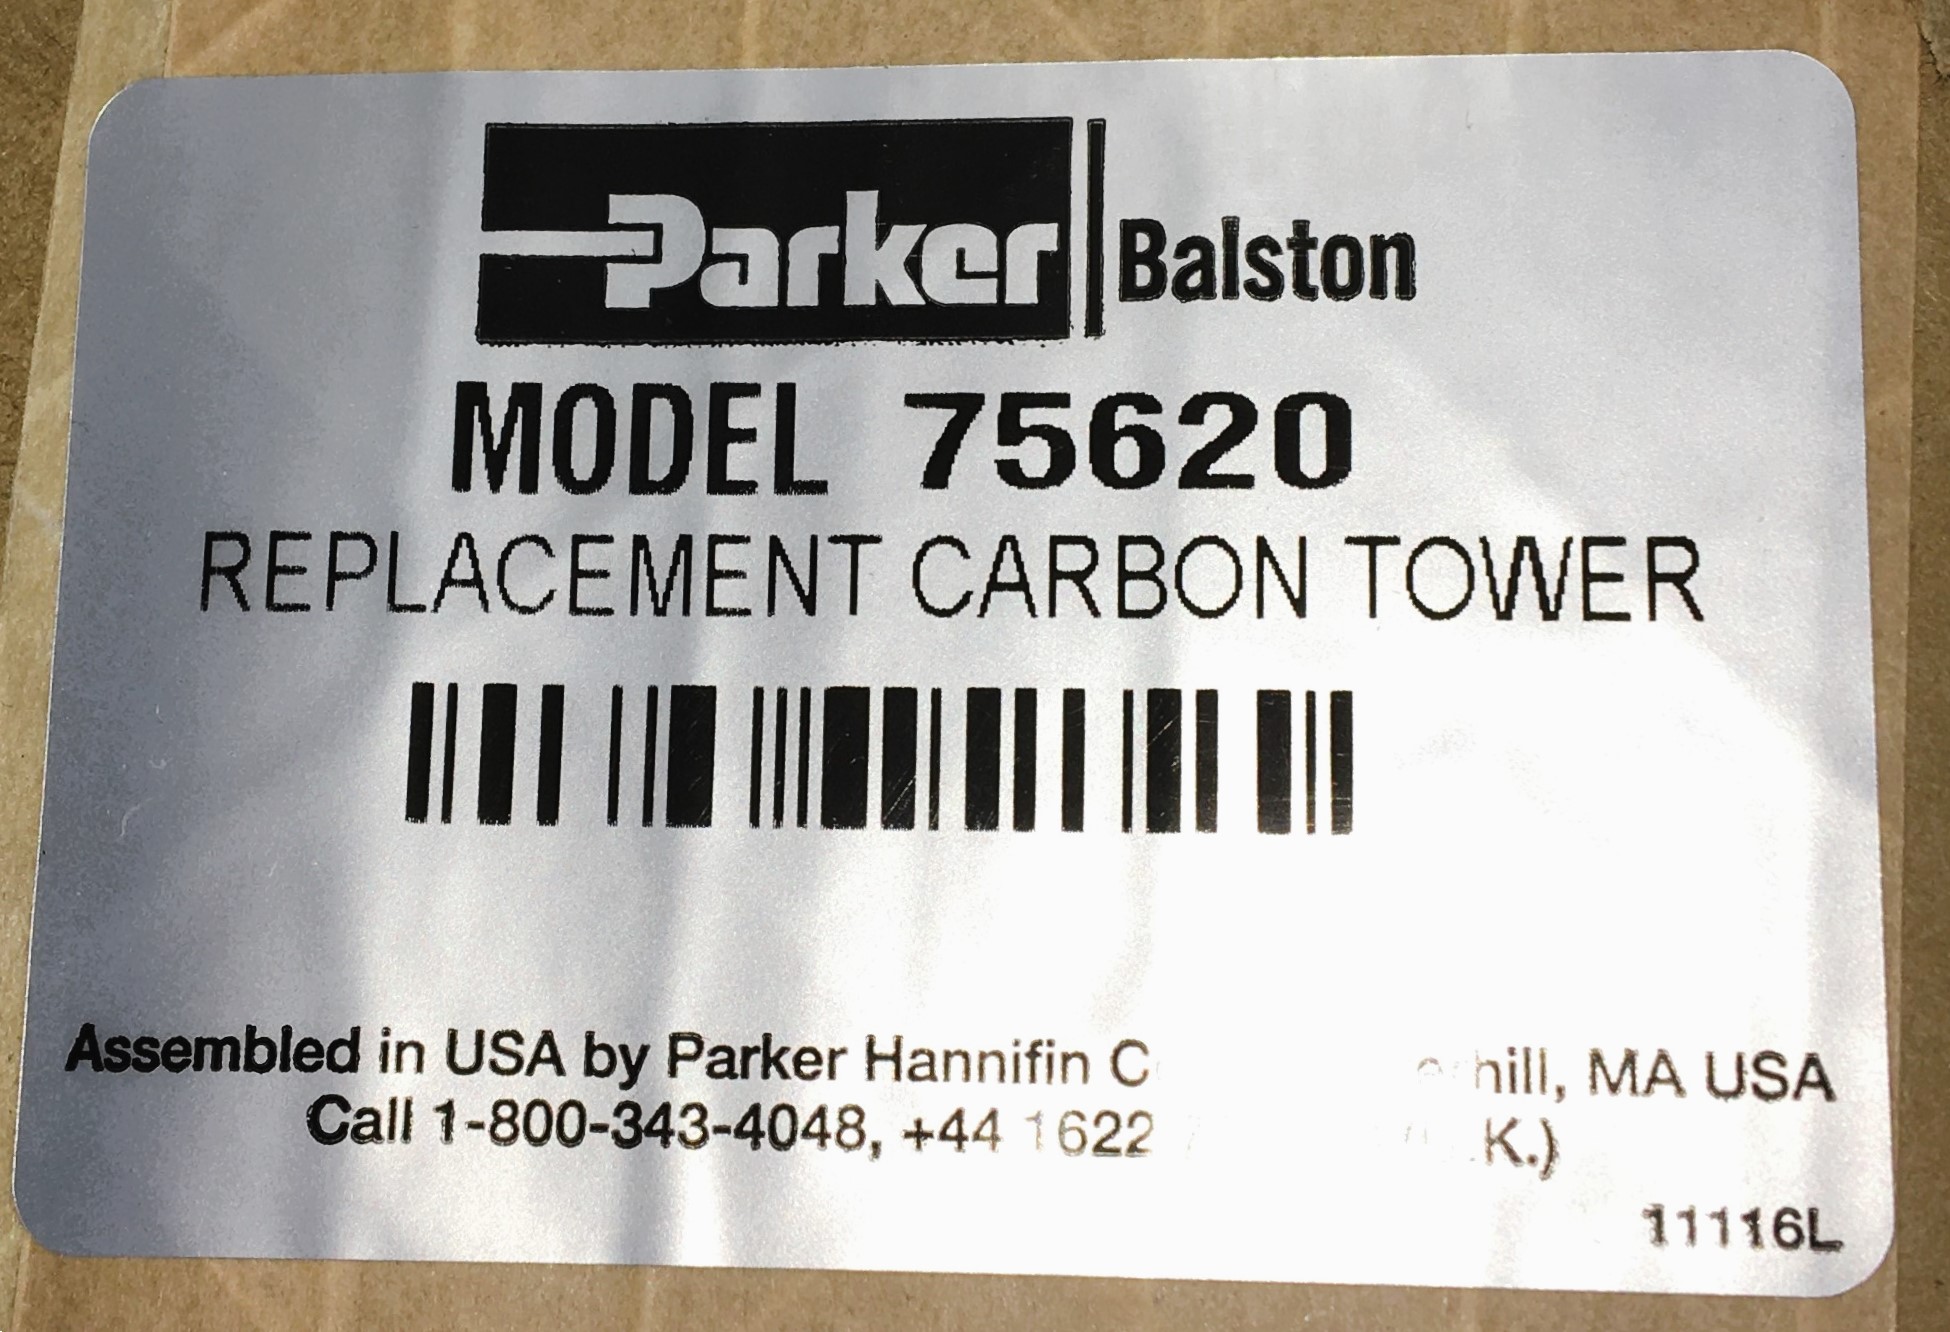 Parker Balston
MODEL 75620
REPLACEMENT CARBON TOWER
Assembled in USA by Parker Hannifin MA USA
Call 1-800-343-4048, +44 1622
11116L